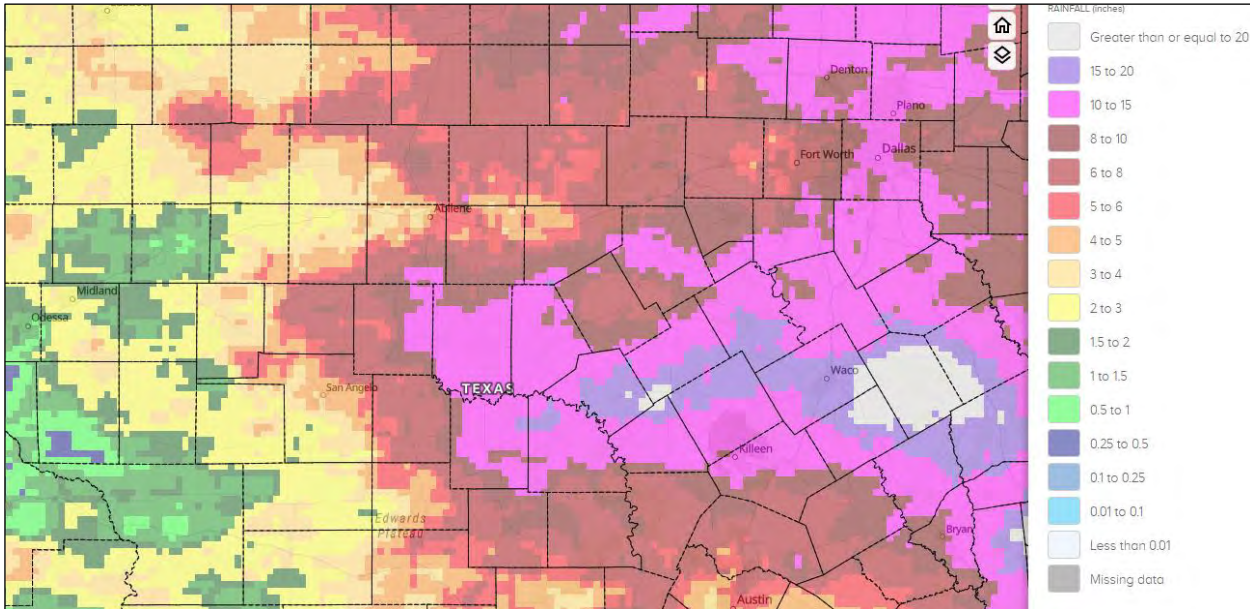 RAINFALL (inches)
Greater than or equal to 20
15 to 20
10 to 15
8 to 10
6 to 8
5 to 6
4 to 5
3 to 4
2 to 3
1.5 to 2
1 to 1.5
0.5 to 1
0.25 to 0.5
0.1 to 0.25
0.01 to 0.1
Less than 0.01
Missing data
Denton
Plano
Fort Worth
Dallas
Abilene
Midland
Odessa
San Angelo
TEXAS
Waco
Killeen
Edwards
Plateau
Bryan
Austin